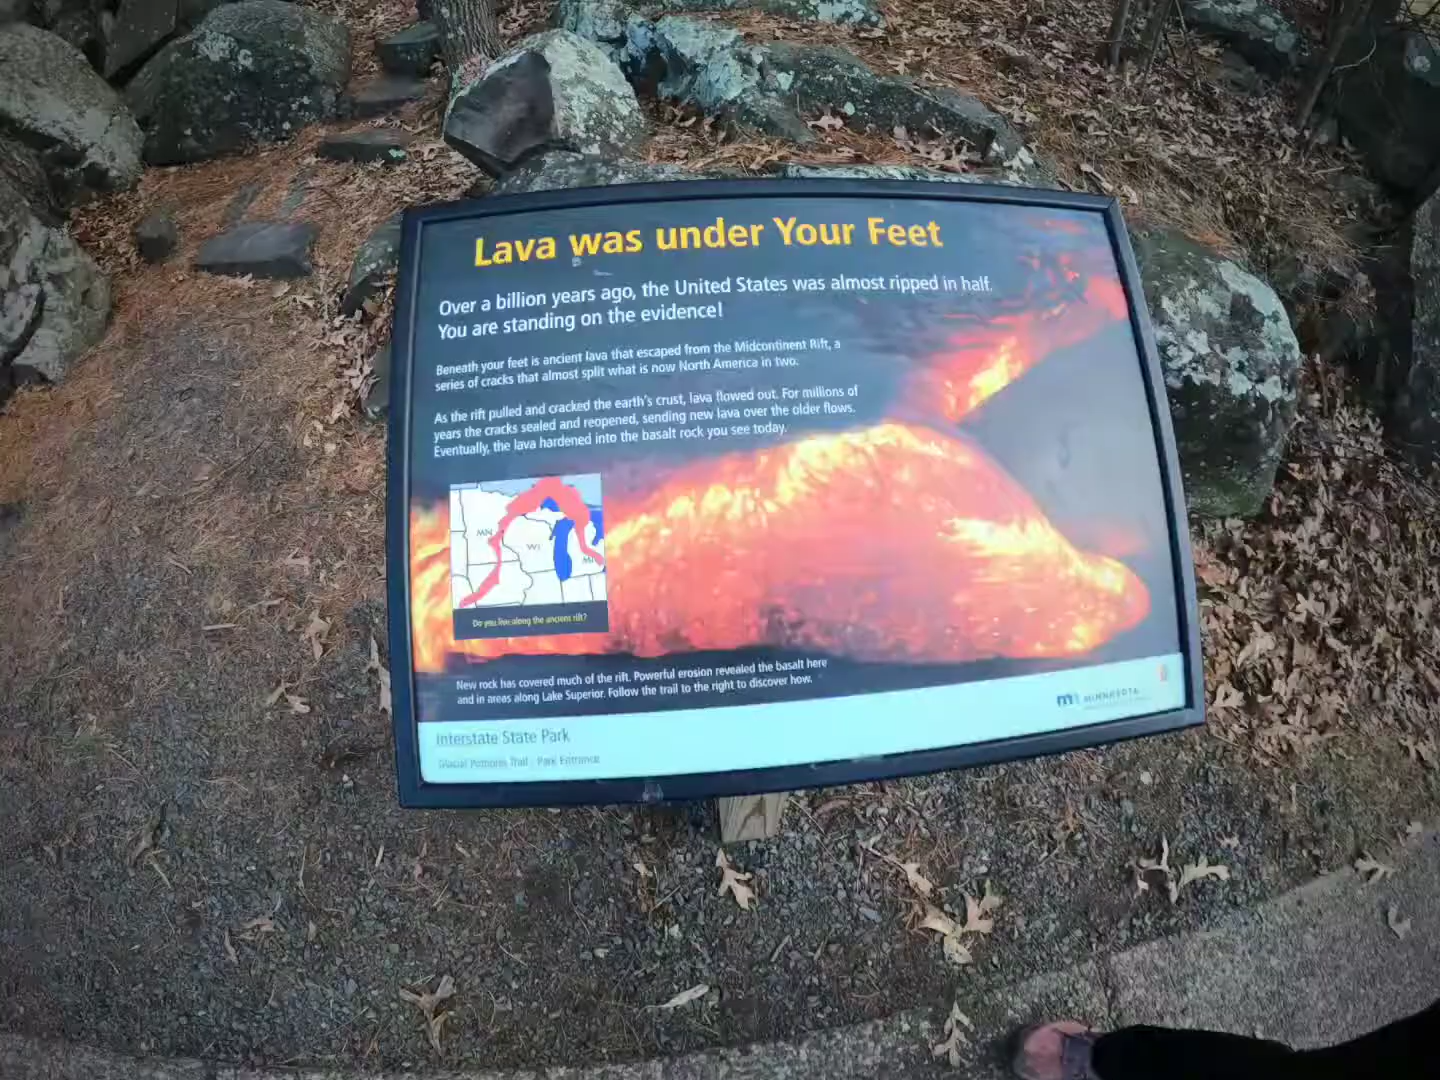 Lava was under Your Feet
Over a billion years ago, the United States was almost ripped in half.
You are standing on the evidence!
Beneath your feet is ancient lava that escaped from the Midcontinent Rift, a
series of cracks that almost split what is now North America in two.
As the rift pulled and cracked the earth's crust, lava flowed out. For millions of
years the cracks sealed and reopened, sending new lava over the older flows.
Eventually, the lava hardened into the basalt rock you see today.
MN
WI
MI
Do you live along the ancient rift?
New rock has covered much of the rift. Powerful erosion revealed the basalt here
and in areas along Lake Superior. Follow the trail to the right to discover how.
MINNESOTA
Interstate State Park
Glacial Potholes Trail - Park Entrance